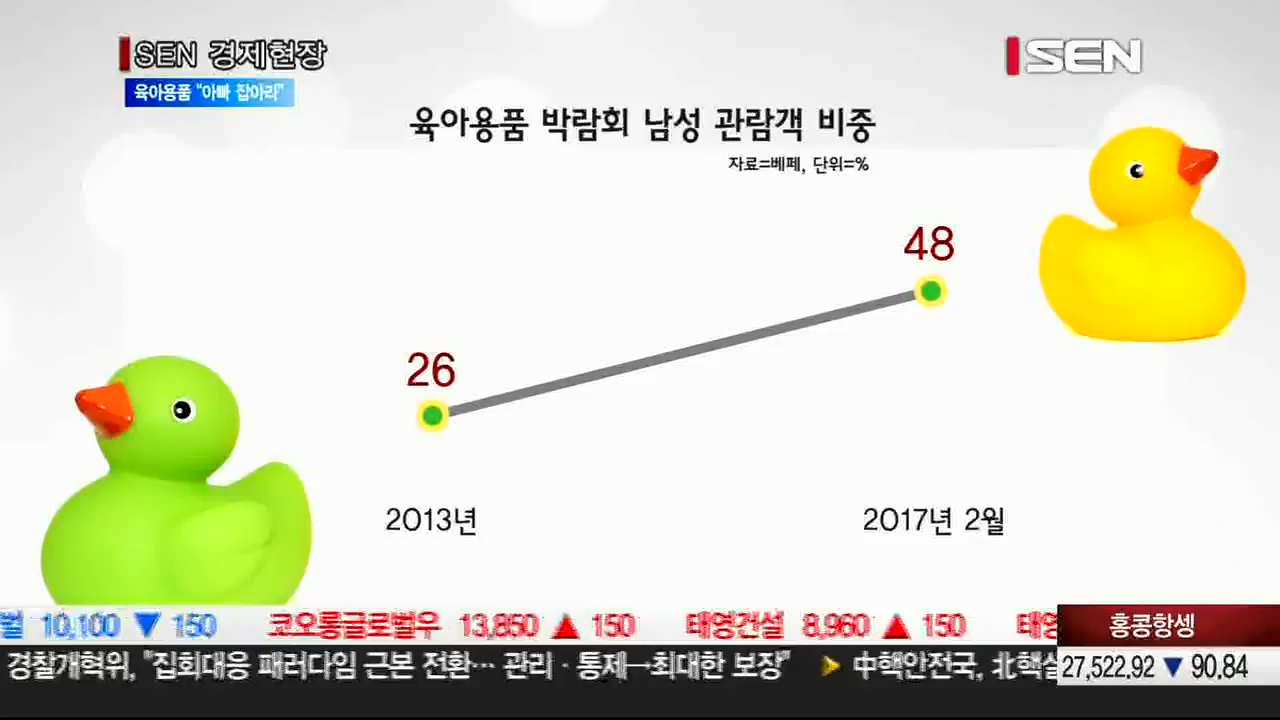 SEN 경제현장
SEN
육아용품 "아빠 잡아라"
육아용품 박람회 남성 관람객 비중
자료=베페, 단위=%
48
26
2013년
2017년 2월
10,100 ▼ 150 코오롱글로벌우 13,850 ▲ 150 태영건설 8,960 ▲ 150
홍콩항셍
27,522.92 ▼ 90.84
경찰개혁위, "집회대응 패러다임 근본 전환… 관리·통제→최대한 보장" ➤ 中핵안전국, 北핵실